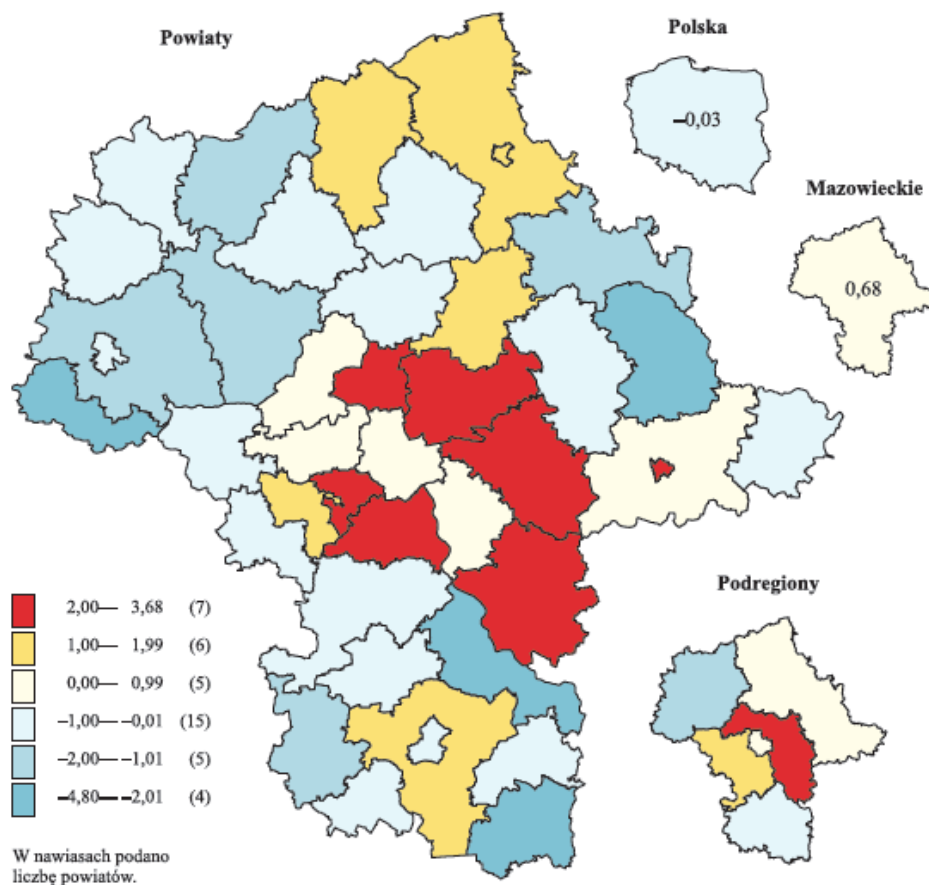 Powiaty
Polska
–0,03
Mazowieckie
0,68
2,00— 3,68 (7)
1,00— 1,99 (6)
0,00— 0,99 (5)
–1,00— –0,01 (15)
–2,00— –1,01 (5)
–4,80— –2,01 (4)
W nawiasach podano
liczbę powiatów.
Podregiony